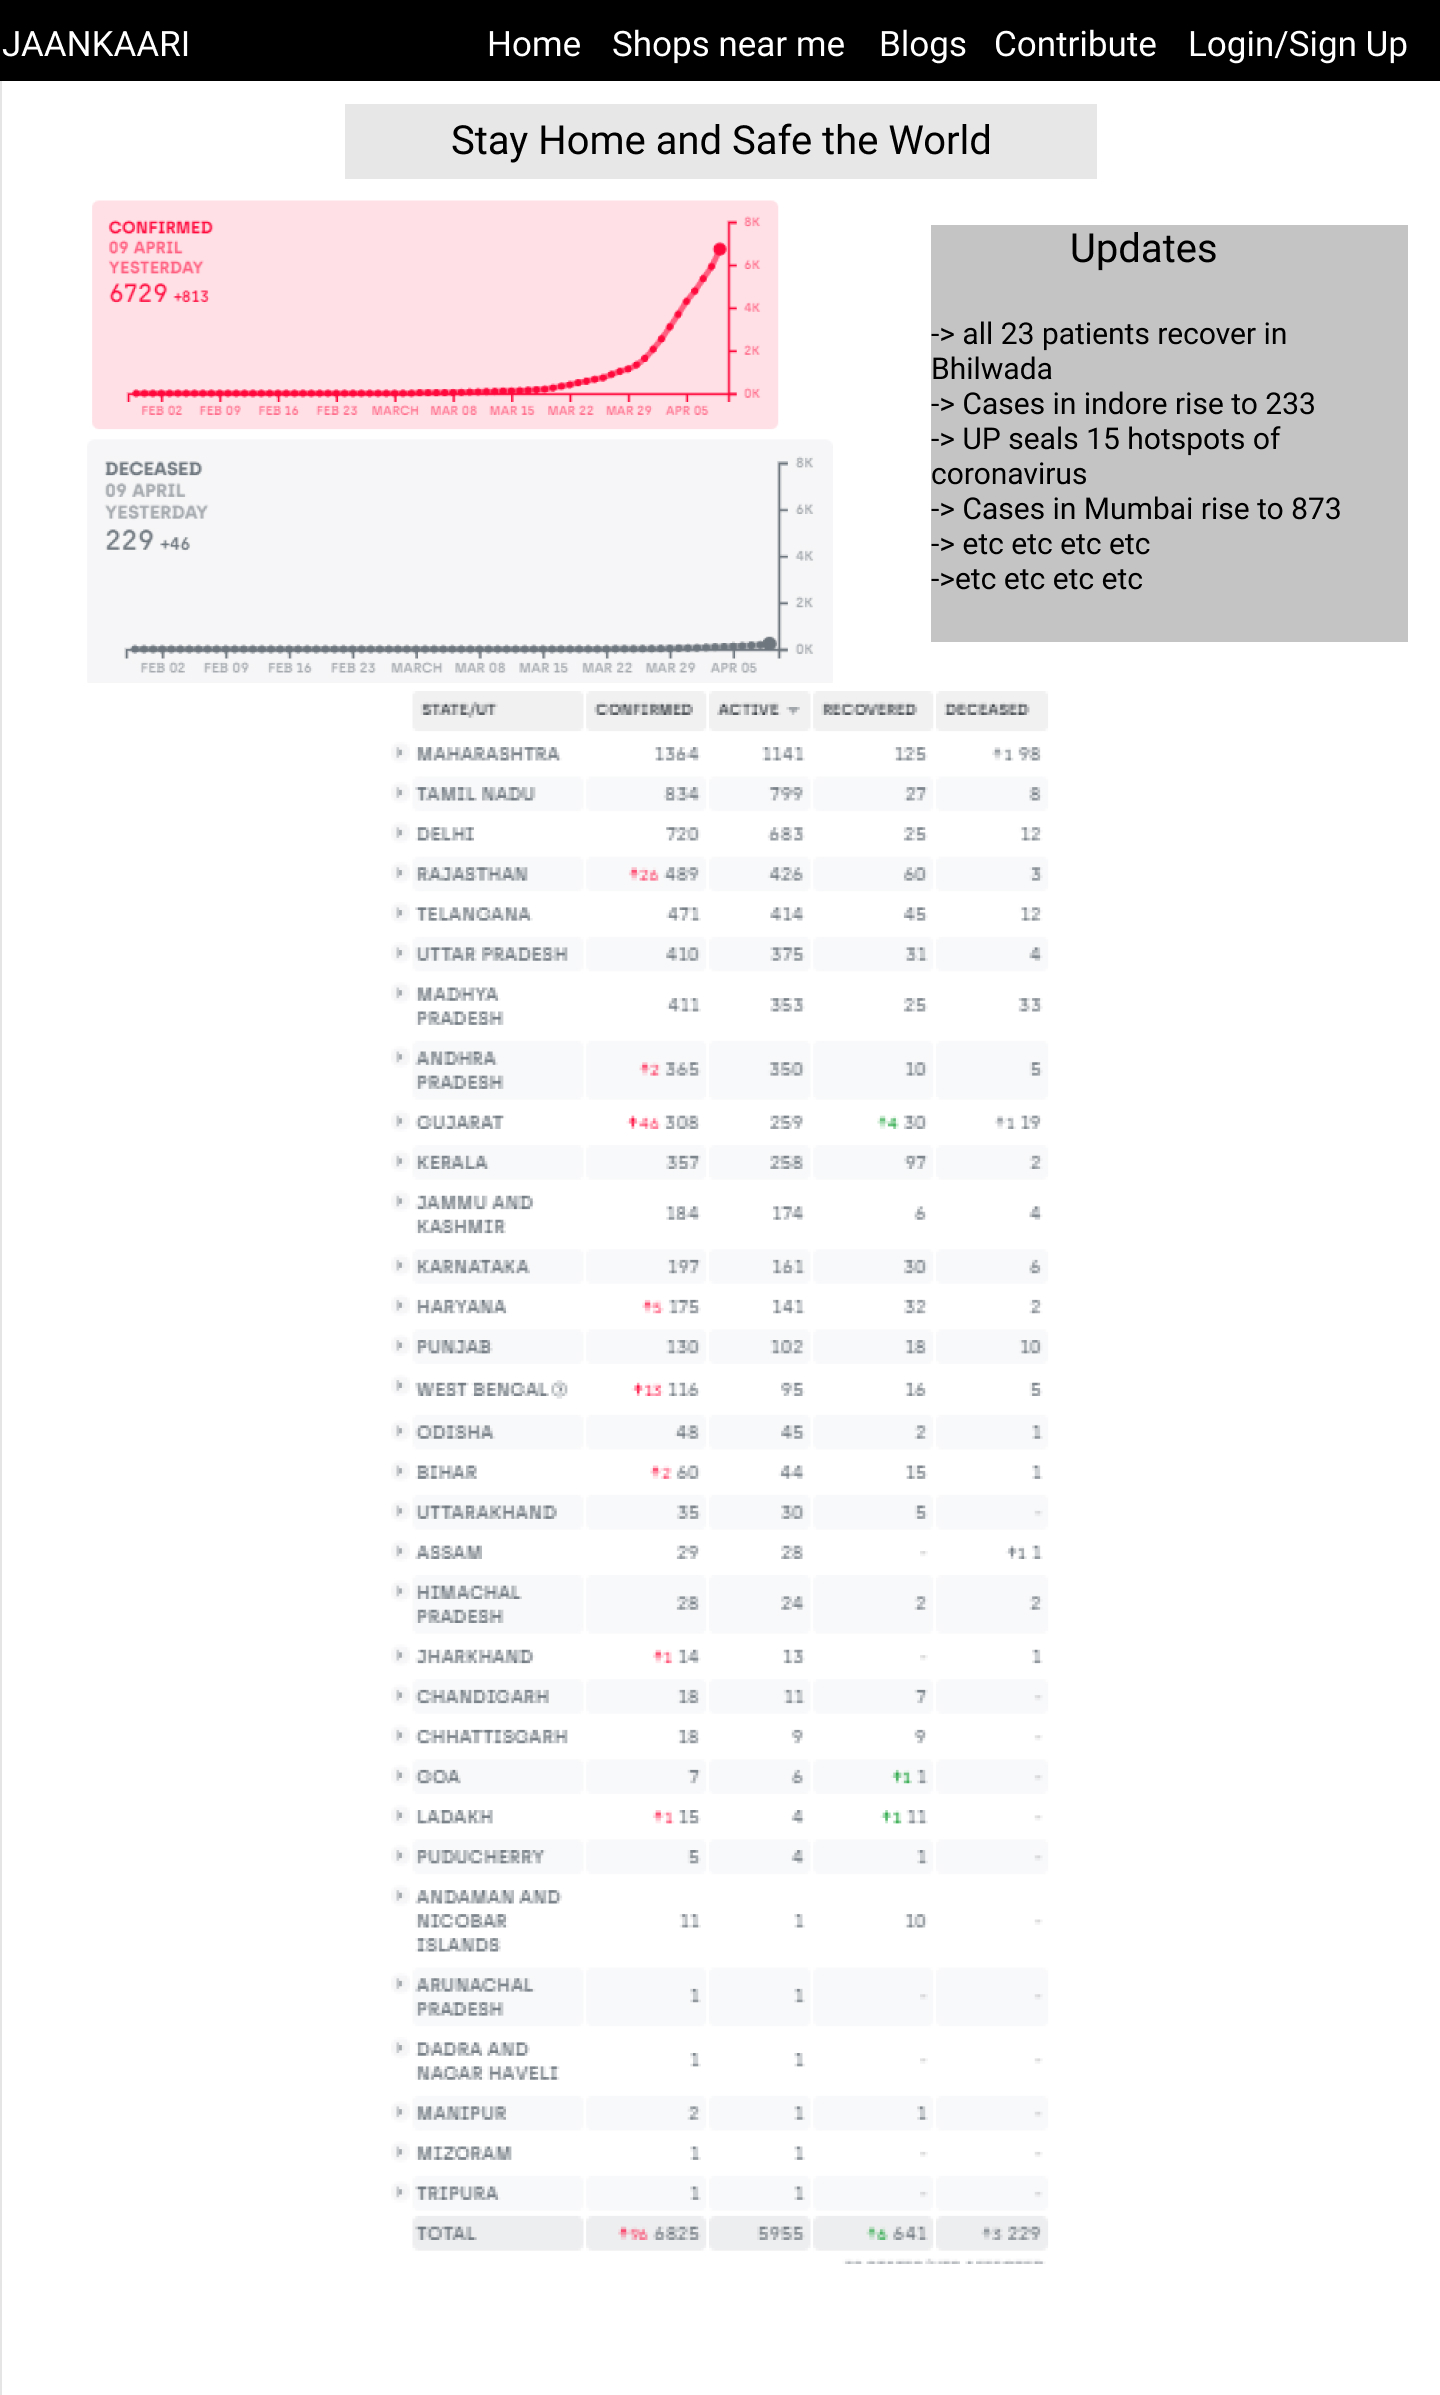 JAANKAARI Home Shops near me Blogs Contribute Login/Sign Up
Stay Home and Safe the World
CONFIRMED
09 APRIL
YESTERDAY
6729 +813
8K
6K
4K
2K
0K
FEB 02 FEB 09 FEB 16 FEB 23 MARCH MAR 08 MAR 15 MAR 22 MAR 29 APR 05
DECEASED
09 APRIL
YESTERDAY
229 +46
8K
6K
4K
2K
0K
FEB 02 FEB 09 FEB 16 FEB 23 MARCH MAR 08 MAR 15 MAR 22 MAR 29 APR 05
Updates
-> all 23 patients recover in
Bhilwada
-> Cases in indore rise to 233
-> UP seals 15 hotspots of
coronavirus
-> Cases in Mumbai rise to 873
-> etc etc etc etc
->etc etc etc etc
STATE/UT CONFIRMED ACTIVE RECOVERED DECEASED
MAHARASHTRA 1364 1141 125 ↑1 98
TAMIL NADU 834 799 27 8
DELHI 720 683 25 12
RAJASTHAN ↑26 489 426 60 3
TELANGANA 471 414 45 12
UTTAR PRADESH 410 375 31 4
MADHYA
PRADESH 411 353 25 33
ANDHRA
PRADESH ↑2 365 350 10 5
GUJARAT ↑46 308 259 ↑4 30 ↑1 19
KERALA 357 258 97 2
JAMMU AND
KASHMIR 184 174 6 4
KARNATAKA 197 161 30 6
HARYANA ↑5 175 141 32 2
PUNJAB 130 102 18 10
WEST BENGAL ↑13 116 95 16 5
ODISHA 48 45 2 1
BIHAR ↑2 60 44 15 1
UTTARAKHAND 35 30 5 -
ASSAM 29 28 - ↑1 1
HIMACHAL
PRADESH 28 24 2 2
JHARKHAND ↑1 14 13 - 1
CHANDIGARH 18 11 7 -
CHHATTISGARH 18 9 9 -
GOA 7 6 ↑1 1 -
LADAKH ↑1 15 4 ↑1 11 -
PUDUCHERRY 5 4 1 -
ANDAMAN AND
NICOBAR
ISLANDS 11 1 10 -
ARUNACHAL
PRADESH 1 1 - -
DADRA AND
NAGAR HAVELI 1 1 - -
MANIPUR 2 1 1 -
MIZORAM 1 1 - -
TRIPURA 1 1 - -
TOTAL ↑96 6825 5955 ↑6 641 ↑3 229